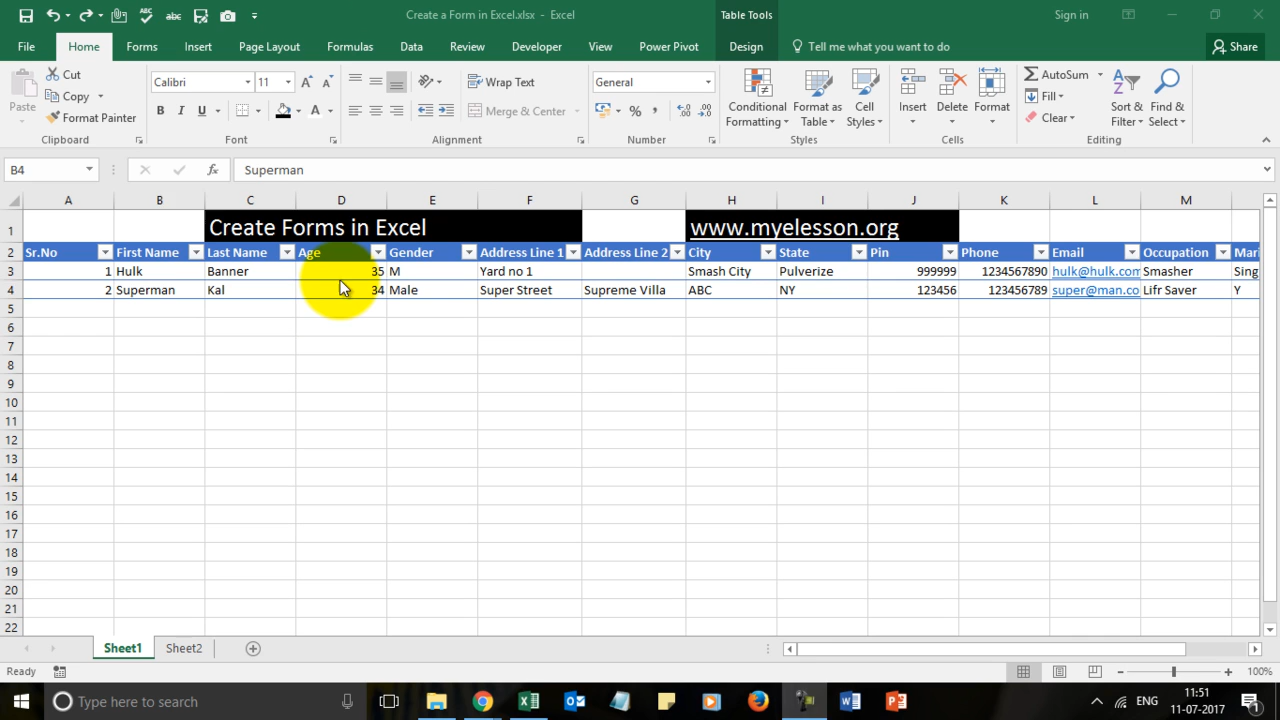 Create a Form in Excel.xlsx - Excel
Table Tools
Sign in
File Home Forms Insert Page Layout Formulas Data Review Developer View Power Pivot Design Tell me what you want to do Share
Paste
Cut
Copy
Format Painter
Clipboard
Calibri 11
B I U
Font
Wrap Text
Merge & Center
Alignment
General
Number
Conditional Formatting
Format as Table
Cell Styles
Styles
Insert Delete Format
Cells
AutoSum
Fill
Clear
Sort & Filter
Find & Select
Editing
B4 fx Superman
A B C D E F G H I J K L M
1 Create Forms in Excel www.myelesson.org
2 Sr.No First Name Last Name Age Gender Address Line 1 Address Line 2 City State Pin Phone Email Occupation Mari
3 1 Hulk Banner 35 M Yard no 1 Smash City Pulverize 999999 1234567890 hulk@hulk.com Smasher Sing
4 2 Superman Kal 34 Male Super Street Supreme Villa ABC NY 123456 123456789 super@man.co Lifr Saver Y
5
6
7
8
9
10
11
12
13
14
15
16
17
18
19
20
21
22
Sheet1 Sheet2
Ready 100%
Type here to search
ENG
11:51
11-07-2017
1